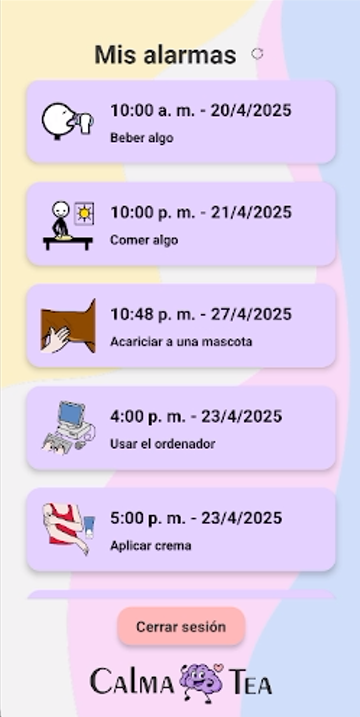 Mis alarmas
10:00 a. m. - 20/4/2025
Beber algo
10:00 p. m. - 21/4/2025
Comer algo
10:48 p. m. - 27/4/2025
Acariciar a una mascota
4:00 p. m. - 23/4/2025
Usar el ordenador
5:00 p. m. - 23/4/2025
Aplicar crema
Cerrar sesión
CALMA TEA